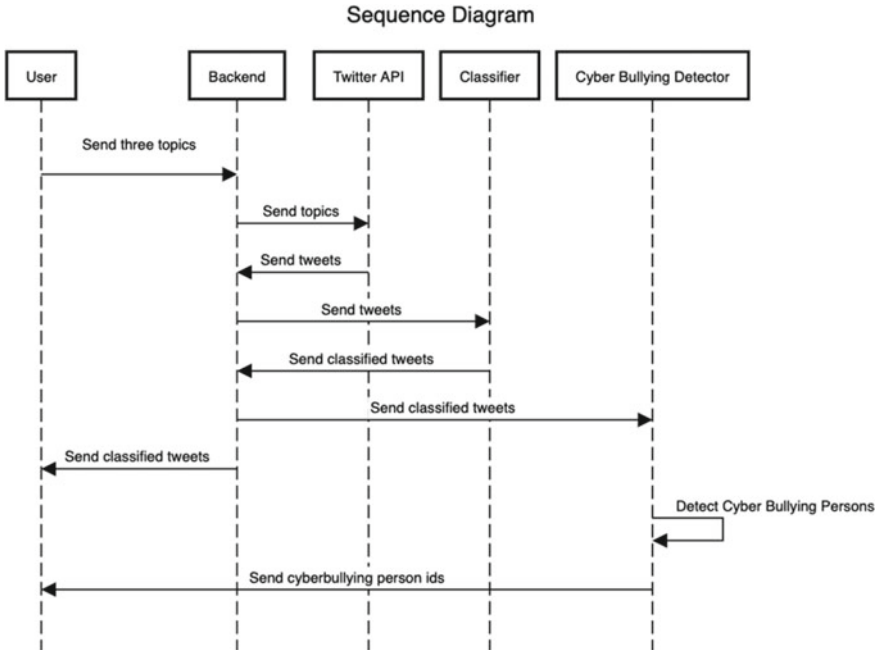 Sequence Diagram
User
Backend
Twitter API
Classifier
Cyber Bullying Detector
Send three topics
Send topics
Send tweets
Send tweets
Send classified tweets
Send classified tweets
Send classified tweets
Detect Cyber Bullying Persons
Send cyberbullying person ids